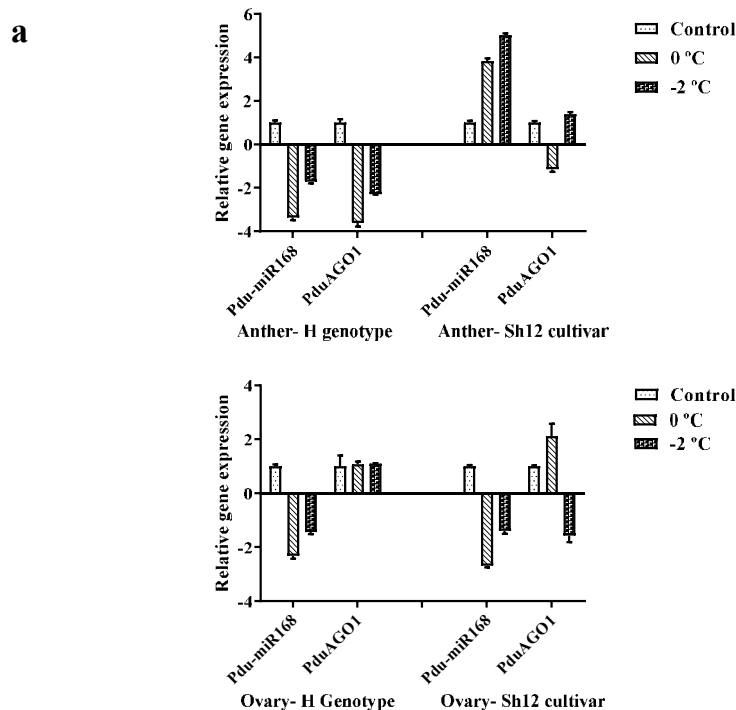 a
Relative gene expression
6
4
2
0
-2
-4
Control
0 ºC
-2 ºC
Pdu-miR168
PduAGO1
Pdu-miR168
PduAGO1
Anther- H genotype
Anther- Sh12 cultivar
Relative gene expression
4
2
0
-2
-4
Control
0 ºC
-2 ºC
Pdu-miR168
PduAGO1
Pdu-miR168
PduAGO1
Ovary- H Genotype
Ovary- Sh12 cultivar